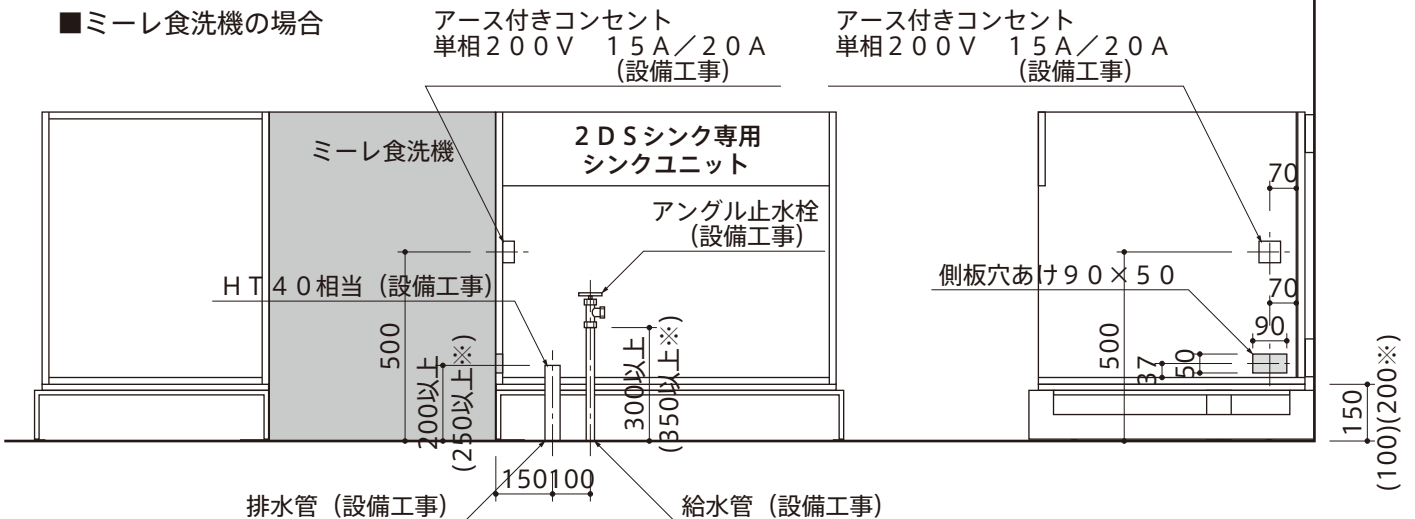 ■ミーレ食洗機の場合
アース付きコンセント
単相２００Ｖ　１５Ａ／２０Ａ
(設備工事)
アース付きコンセント
単相２００Ｖ　１５Ａ／２０Ａ
(設備工事)
ミーレ食洗機
２ＤＳシンク専用
シンクユニット
アングル止水栓
(設備工事)
ＨＴ４０相当 (設備工事)
500
200以上
(250以上※)
300以上
(350以上※)
150
100
排水管 (設備工事)
給水管 (設備工事)
70
側板穴あけ９０×５０
70
90
500
37
50
150
(100)(200※)